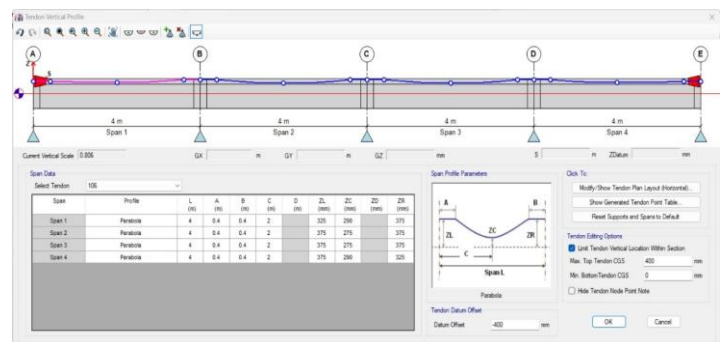 Tendon Vertical Profile
A B C D E
Z
S
4 m 4 m 4 m 4 m
Span 1 Span 2 Span 3 Span 4
Current Vertical Scale 0.006 GX m GY m GZ mm S m ZDatum mm
Span Data
Select Tendon 106
Span Profile L A B C D ZL ZC ZD ZR
(m) (m) (m) (m) (m) (mm) (mm) (mm) (mm)
Span 1 Parabola 4 0.4 0.4 2 325 290 375
Span 2 Parabola 4 0.4 0.4 2 375 275 375
Span 3 Parabola 4 0.4 0.4 2 375 275 375
Span 4 Parabola 4 0.4 0.4 2 375 290 325
Span Profile Parameters
A B
ZL ZC ZR
C
Span L
Parabola
Tendon Datum Offset
Datum Offset -400 mm
Click To:
Modify/Show Tendon Plan Layout (Horizontal)...
Show Generated Tendon Point Table...
Reset Supports and Spans to Default
Tendon Editing Options
Limit Tendon Vertical Location Within Section
Max. Top Tendon CGS 400 mm
Min. Bottom Tendon CGS 0 mm
Hide Tendon Node Point Note
OK Cancel